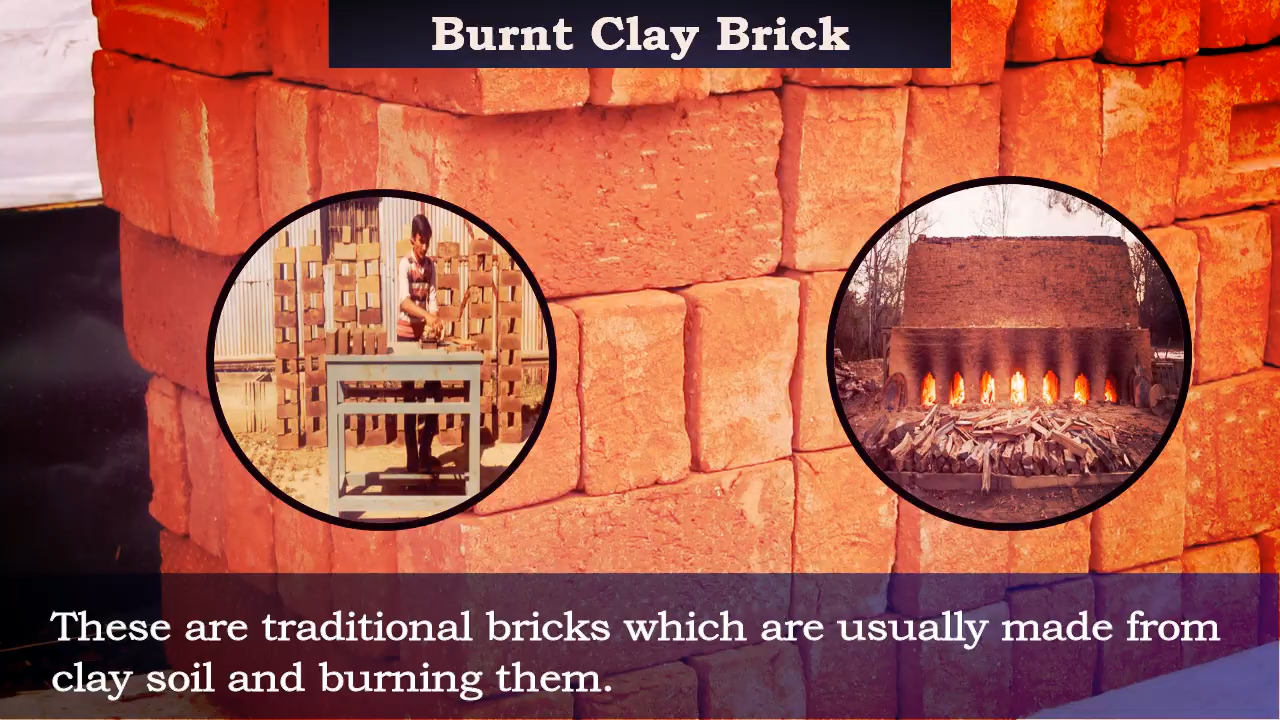 Burnt Clay Brick
These are traditional bricks which are usually made from
clay soil and burning them.